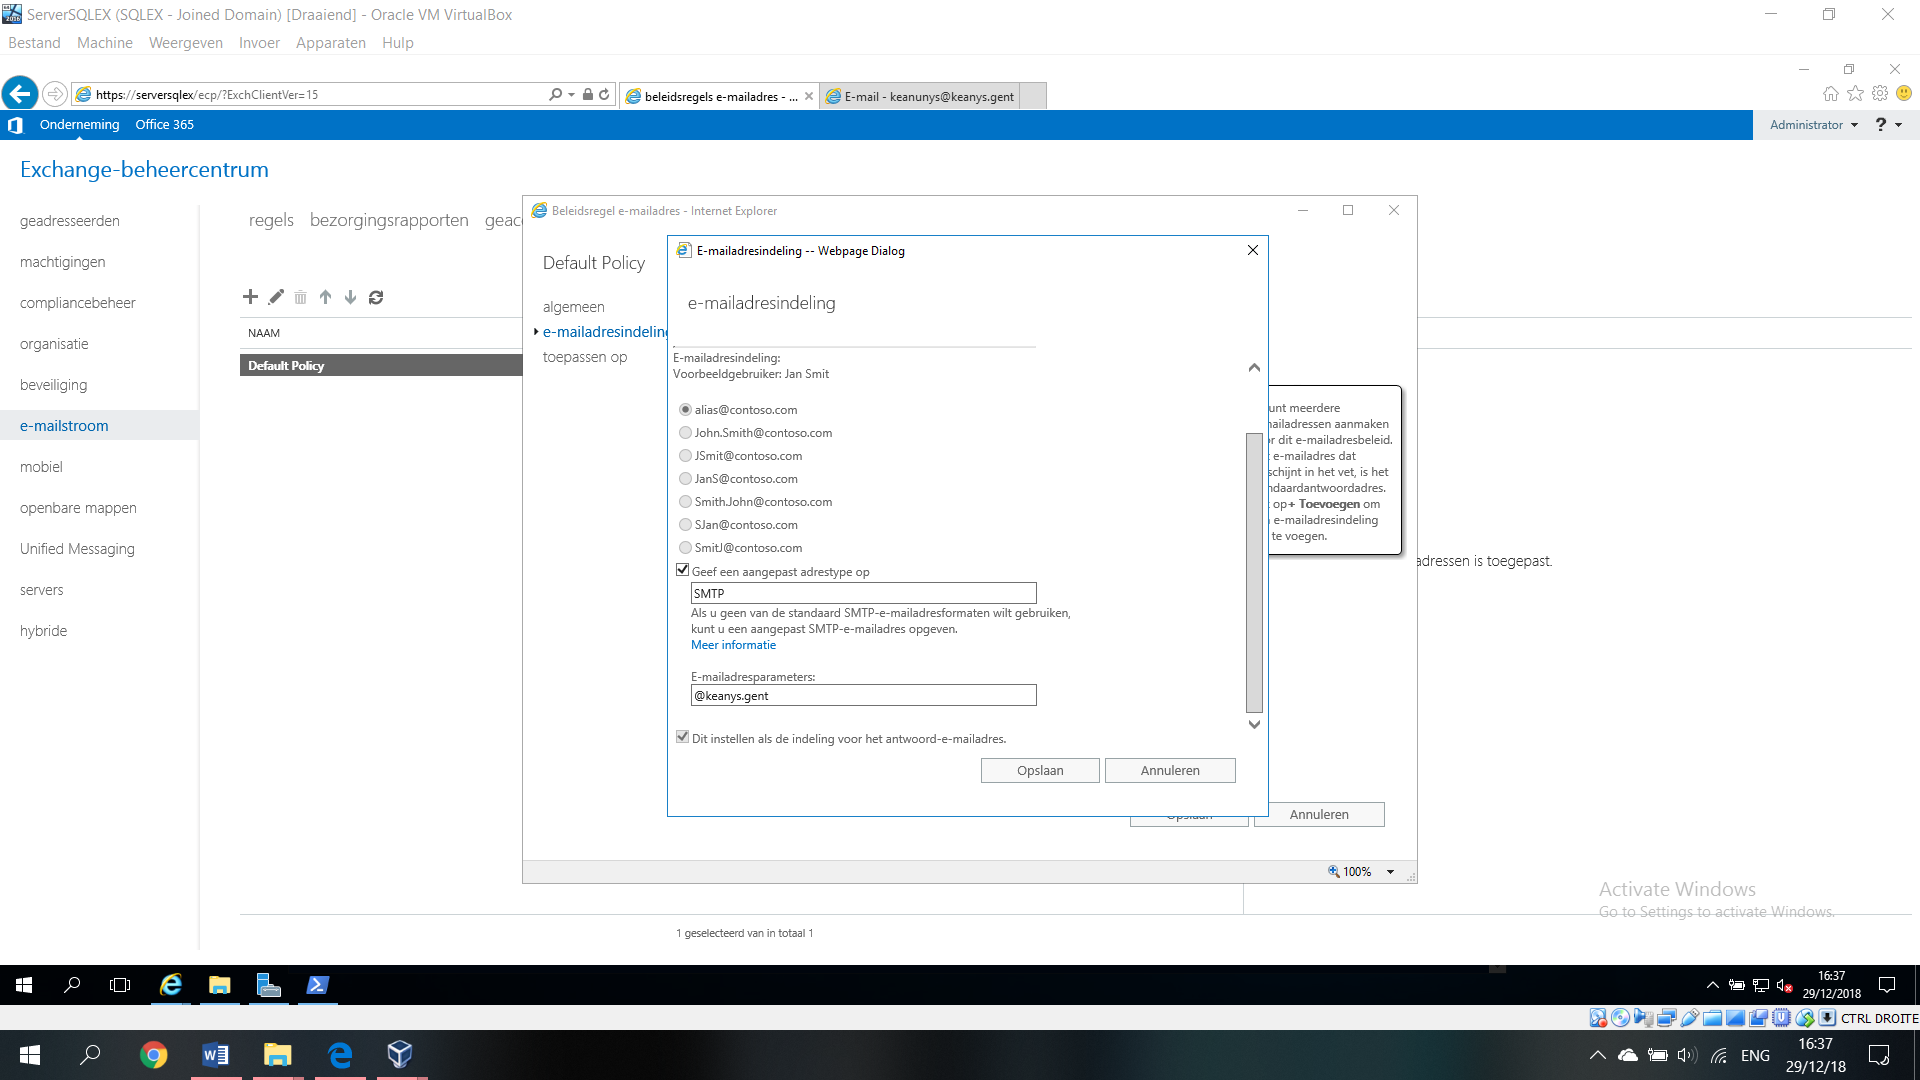 ServerSQLEX (SQLEX - Joined Domain) [Draaiend] - Oracle VM VirtualBox
Bestand Machine Weergeven Invoer Apparaten Hulp
https://serversqlex/ecp/?ExchClientVer=15
beleidsregels e-mailadres - ...
E-mail - keanunys@keanys.gent
Onderneming Office 365
Administrator ?
Exchange-beheercentrum
geadresseerden
machtigingen
compliancebeheer
organisatie
beveiliging
e-mailstroom
mobiel
openbare mappen
Unified Messaging
servers
hybride
regels bezorgingsrapporten geac
NAAM
Default Policy
Beleidsregel e-mailadres - Internet Explorer
Default Policy
algemeen
e-mailadresindeling
toepassen op
E-mailadresindeling -- Webpage Dialog
e-mailadresindeling
E-mailadresindeling:
Voorbeeldgebruiker: Jan Smit
alias@contoso.com
John.Smith@contoso.com
JSmit@contoso.com
JanS@contoso.com
Smith.John@contoso.com
SJan@contoso.com
SmitJ@contoso.com
Geef een aangepast adrestype op
SMTP
Als u geen van de standaard SMTP-e-mailadresformaten wilt gebruiken,
kunt u een aangepast SMTP-e-mailadres opgeven.
Meer informatie
E-mailadresparameters:
@keanys.gent
Dit instellen als de indeling voor het antwoord-e-mailadres.
Opslaan Annuleren
unt meerdere
mailadressen aanmaken
r dit e-mailadresbeleid.
e-mailadres dat
schijnt in het vet, is het
ndaardantwoordadres.
op+ Toevoegen om
e-mailadresindeling
te voegen.
adressen is toegepast.
Opslaan Annuleren
100%
Activate Windows
Go to Settings to activate Windows.
1 geselecteerd van in totaal 1
16:37
29/12/2018
CTRL DROITE
ENG
16:37
29/12/18